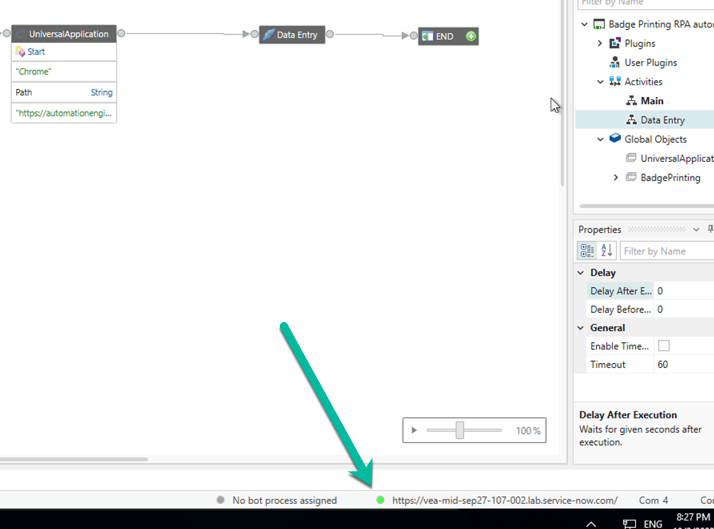 Filter by Name
UniversalApplication
Start
"Chrome"
Path String
"https://automationengi...
Data Entry
END
Badge Printing RPA autor
Plugins
User Plugins
Activities
Main
Data Entry
Global Objects
UniversalApplicat
BadgePrinting
Properties
Filter by Name
Delay
Delay After E... 0
Delay Before... 0
General
Enable Time...
Timeout 60
Delay After Execution
Waits for given seconds after
execution.
100%
No bot process assigned https://vea-mid-sep27-107-002.lab.service-now.com/ Com 4 Cor
8:27 PM
ENG